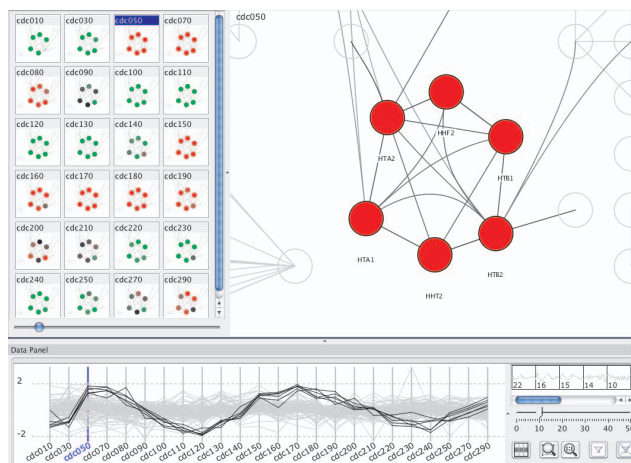 cdc010 cdc030 cdc050 cdc070
cdc080 cdc090 cdc100 cdc110
cdc120 cdc130 cdc140 cdc150
cdc160 cdc170 cdc180 cdc190
cdc200 cdc210 cdc220 cdc230
cdc240 cdc250 cdc270 cdc290
cdc050
HHF2
HTA2
HTB1
HTA1
HTB2
HHT2
Data Panel
2
-2
cdc010 cdc030 cdc050 cdc070 cdc080 cdc090 cdc100 cdc110 cdc120 cdc130 cdc140 cdc150 cdc160 cdc170 cdc180 cdc190 cdc200 cdc210 cdc220 cdc230 cdc240 cdc250 cdc270 cdc290
22 16 15 14 10
0 10 20 30 40 50